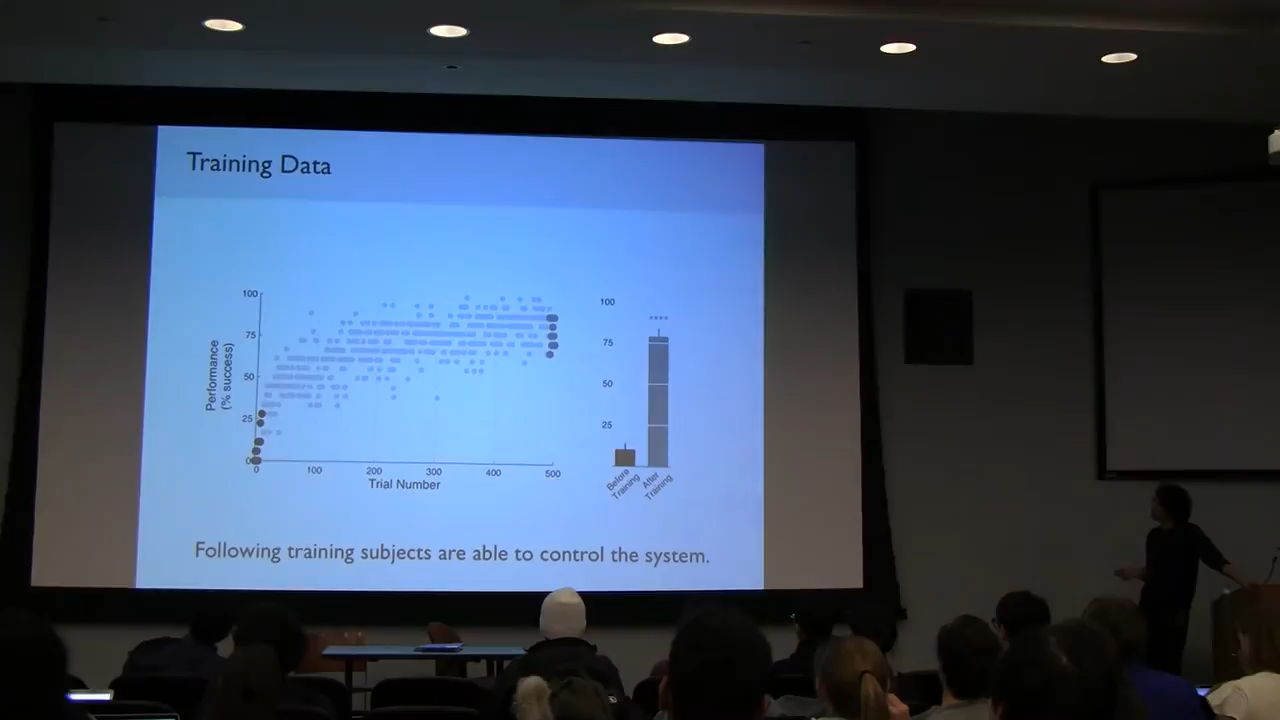 Training Data
100
75
50
25
0
Performance
(% success)
0
100
200
300
400
500
Trial Number
100
75
50
25
****
Before
Training
After
Training
Following training subjects are able to control the system.